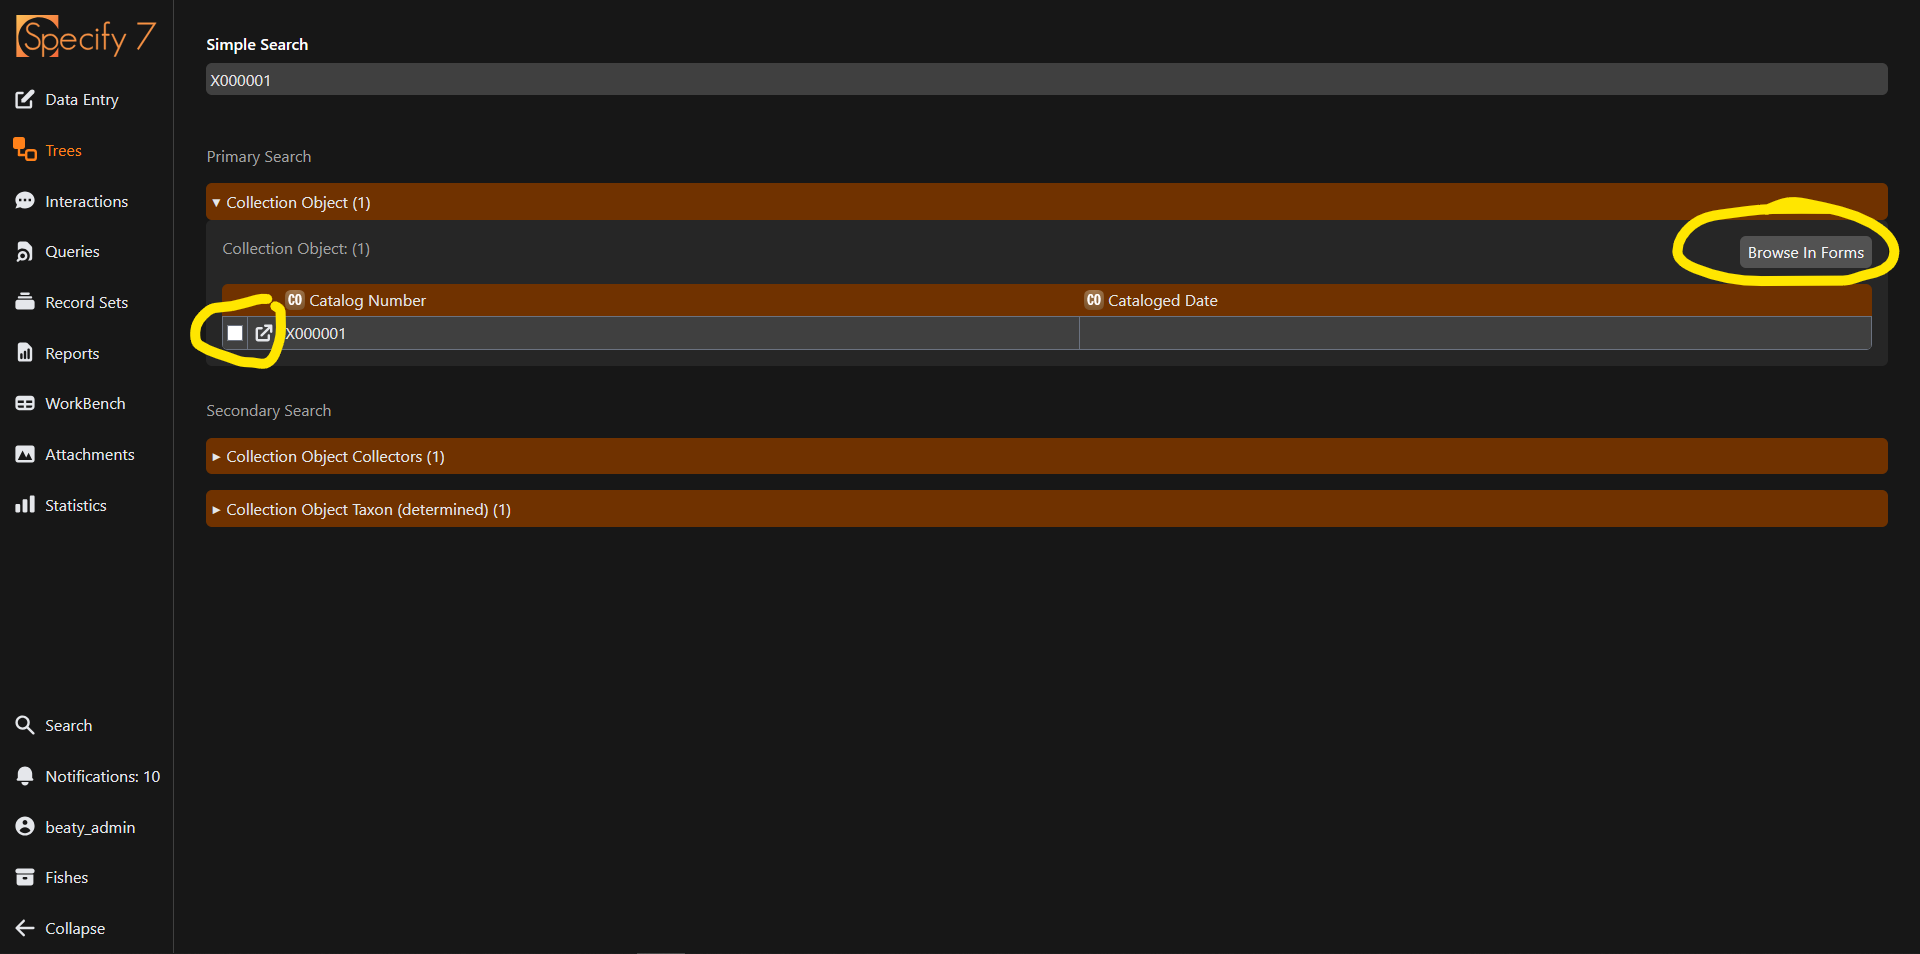 Specify 7
Data Entry
Trees
Interactions
Queries
Record Sets
Reports
WorkBench
Attachments
Statistics
Search
Notifications: 10
beaty_admin
Fishes
Collapse
Simple Search
X000001
Primary Search
Collection Object (1)
Collection Object: (1)
Browse In Forms
CO Catalog Number
CO Cataloged Date
X000001
Secondary Search
Collection Object Collectors (1)
Collection Object Taxon (determined) (1)